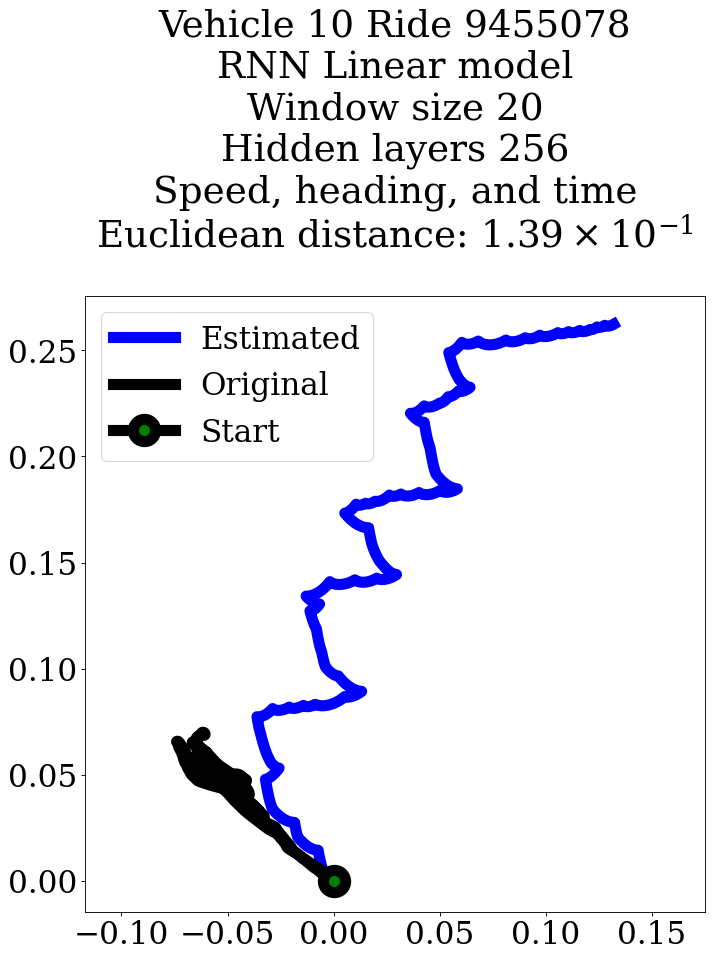 Vehicle 10 Ride 9455078
RNN Linear model
Window size 20
Hidden layers 256
Speed, heading, and time
Euclidean distance: 1.39 × 10⁻¹
Estimated
Original
Start
0.25
0.20
0.15
0.10
0.05
0.00
−0.10 −0.05 0.00 0.05 0.10 0.15